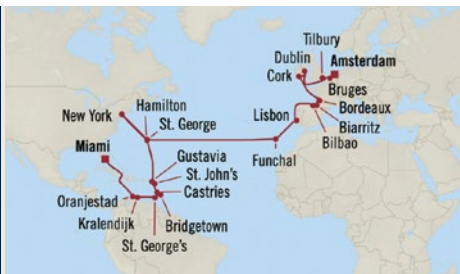 Tilbury
Dublin
Amsterdam
Cork
Bruges
Bordeaux
Biarritz
Bilbao
Lisbon
Funchal
New York
Hamilton
St. George
Miami
Gustavia
St. John's
Castries
Oranjestad
Kralendijk
Bridgetown
St. George's